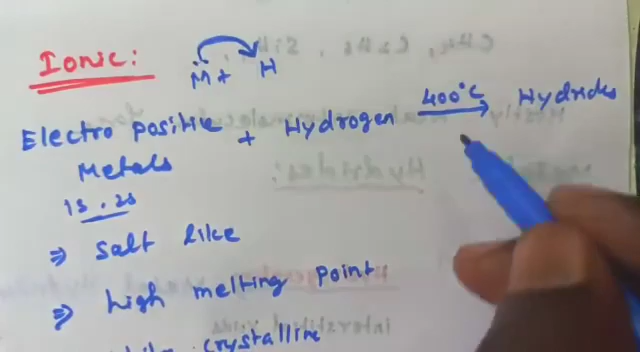 Ionic:
M + H
Electro positive + Hydrogen 400°C → Hydrides
Metals
1s, 2s
⇒ Salt like
⇒ high melting point
crystalline